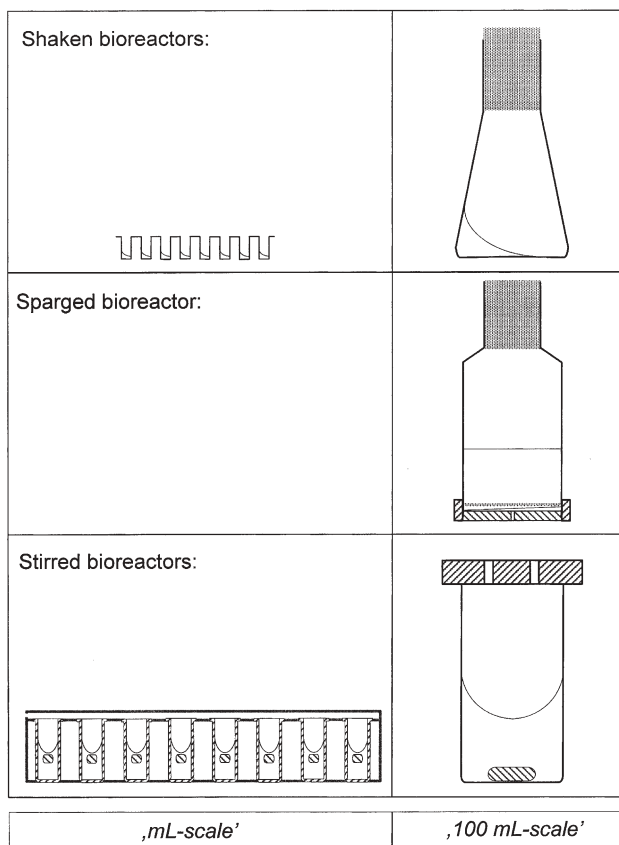 Shaken bioreactors:
Sparged bioreactor:
Stirred bioreactors:
‚mL-scale’
‚100 mL-scale’